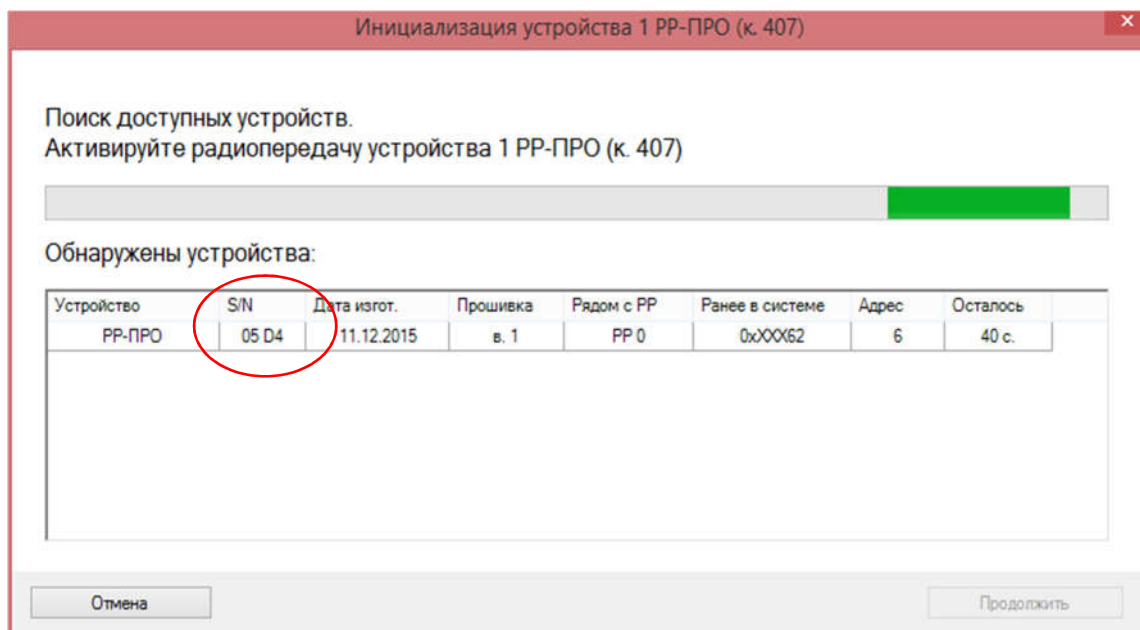 Инициализация устройства 1 РР-ПРО (к. 407)
Поиск доступных устройств.
Активируйте радиопередачу устройства 1 РР-ПРО (к. 407)
Обнаружены устройства:
Устройство S/N Дата изгот. Прошивка Рядом с РР Ранее в системе Адрес Осталось
РР-ПРО 05 D4 11.12.2015 в. 1 РР 0 0xXXX62 6 40 с.
Отмена Продолжить